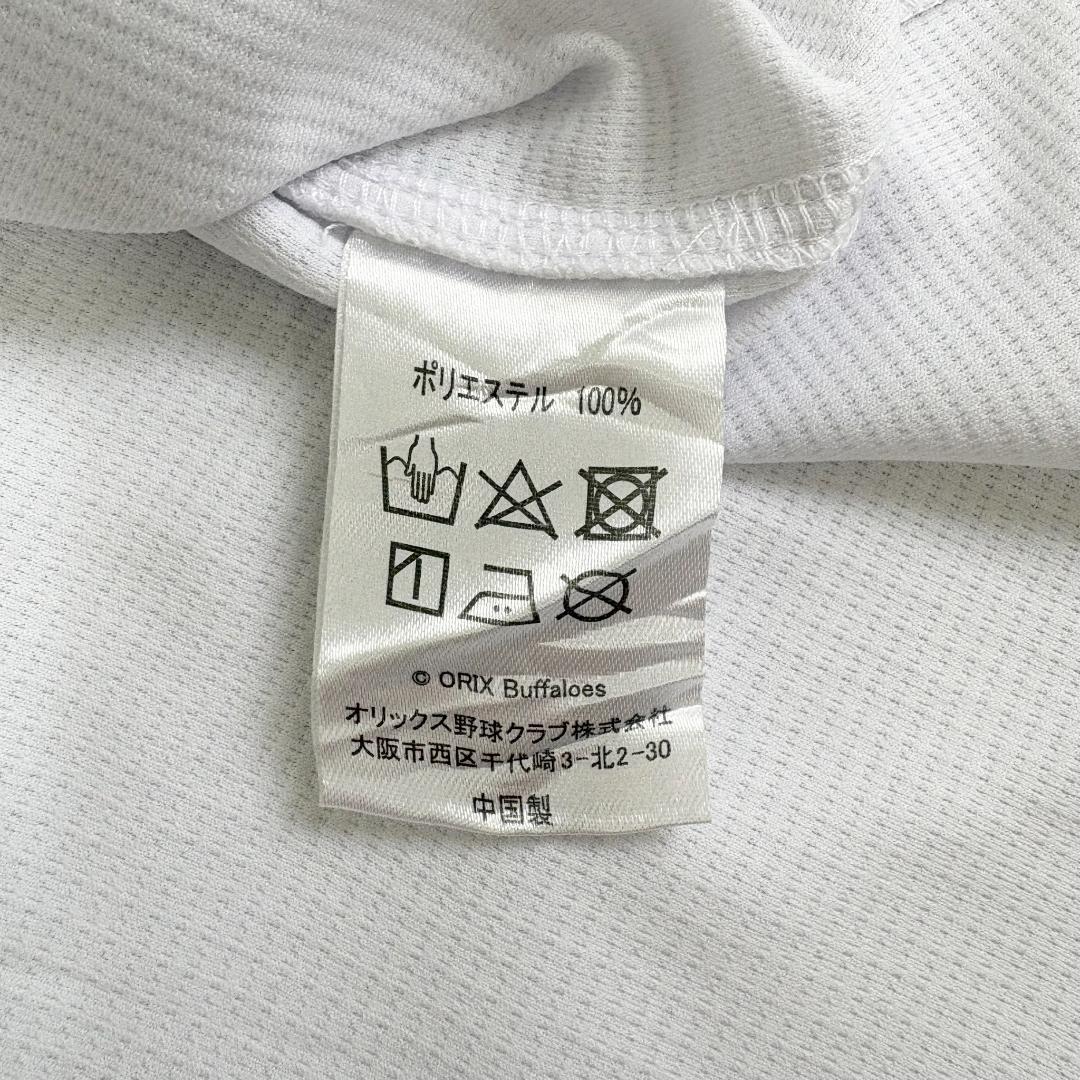 ポリエステル 100%
© ORIX Buffaloes
オリックス野球クラブ株式会社
大阪市西区千代崎3-北2-30
中国製